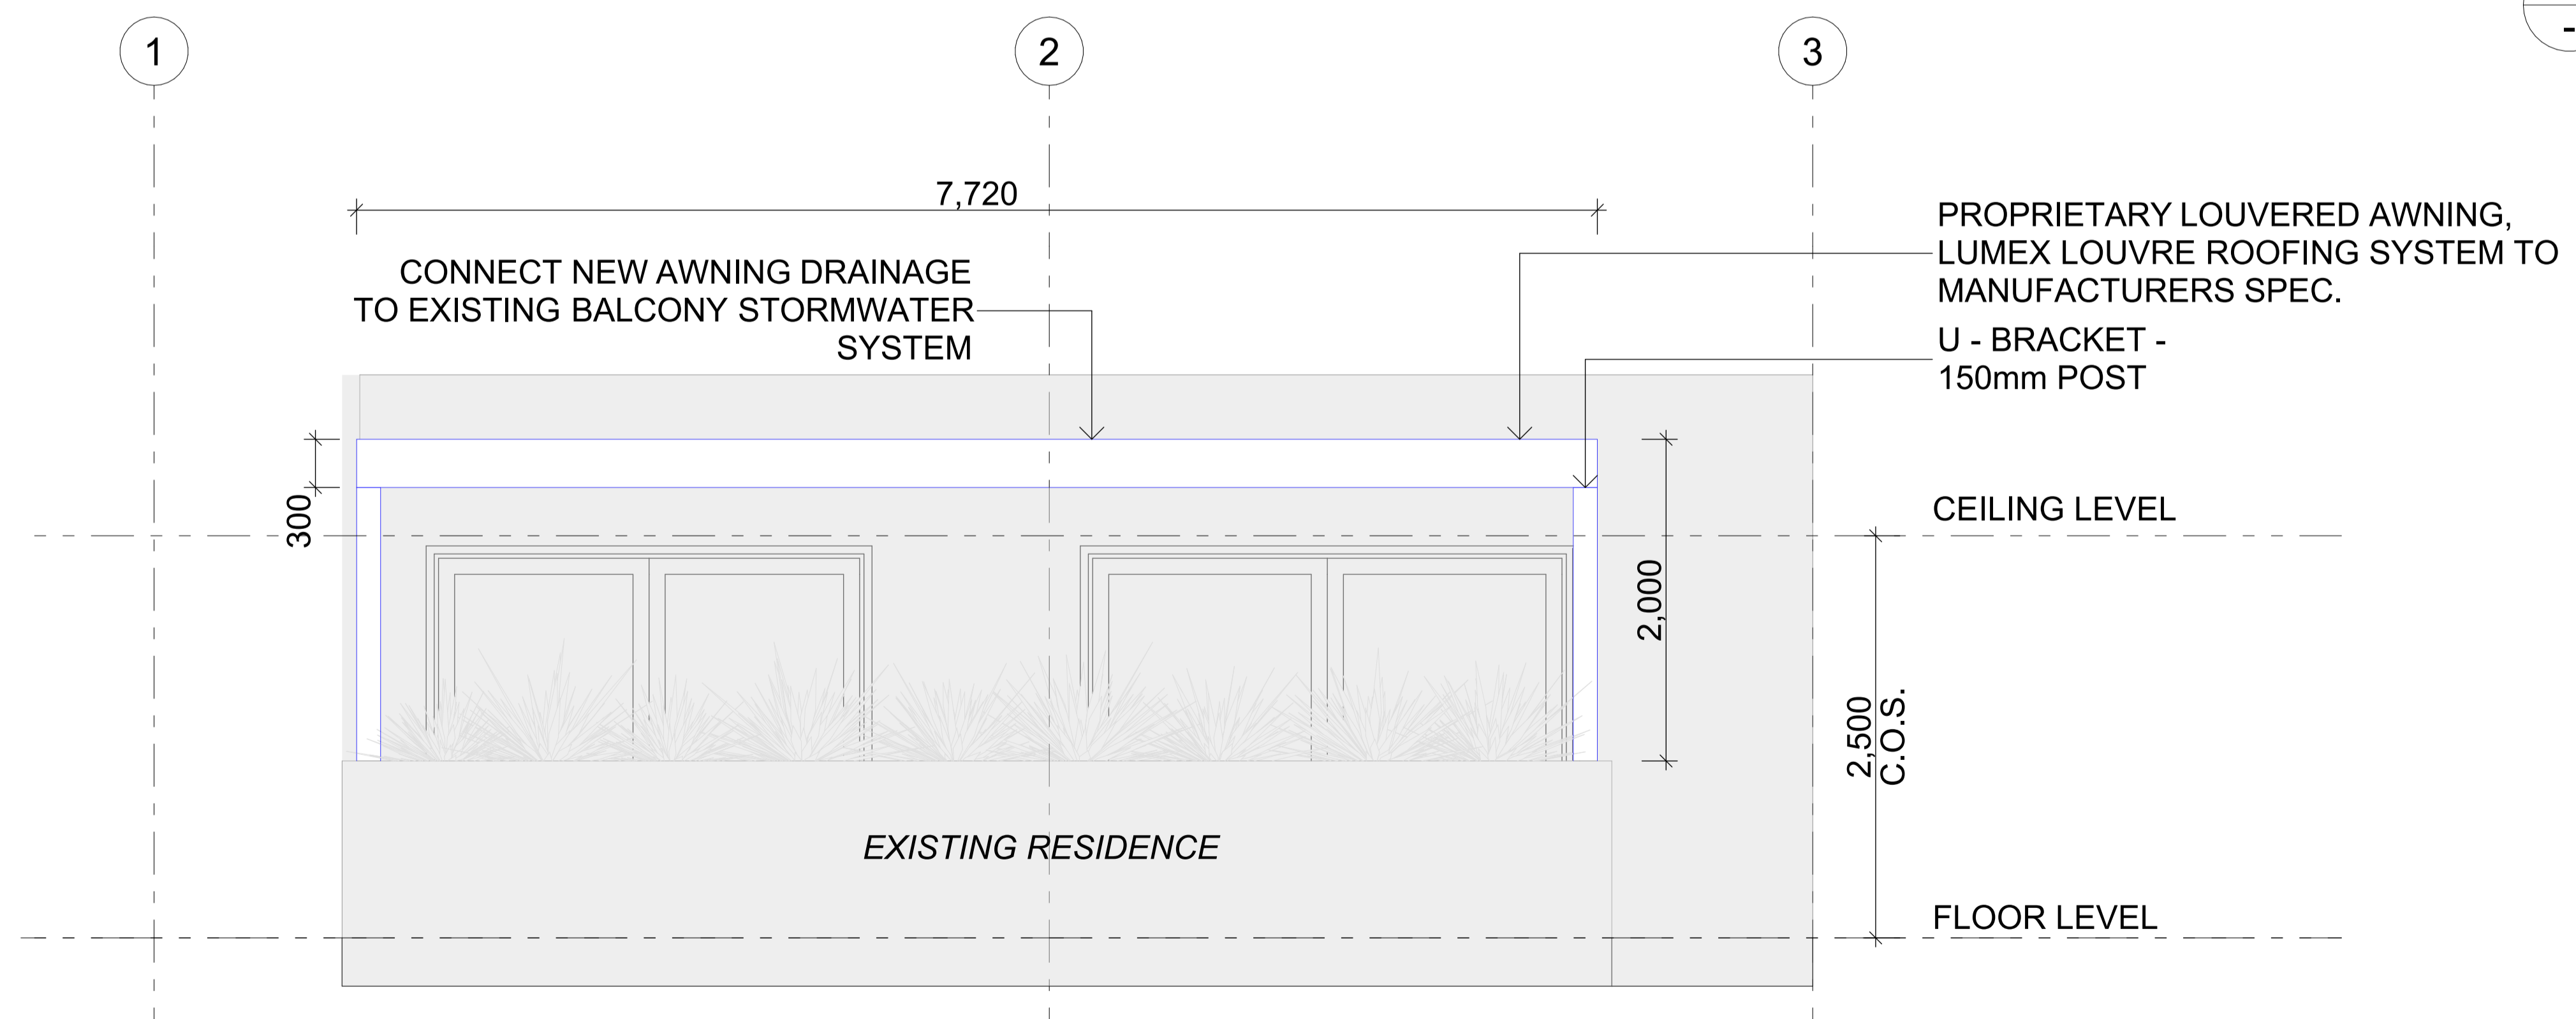 1
2
3
-
7,720
CONNECT NEW AWNING DRAINAGE
TO EXISTING BALCONY STORMWATER
SYSTEM
PROPRIETARY LOUVERED AWNING,
LUMEX LOUVRE ROOFING SYSTEM TO
MANUFACTURERS SPEC.
U - BRACKET -
150mm POST
300
CEILING LEVEL
2,000
2,500
C.O.S.
EXISTING RESIDENCE
FLOOR LEVEL